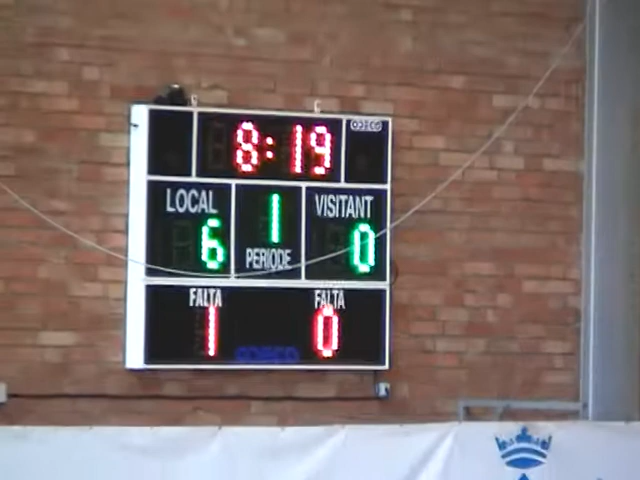 8:19
LOCAL 1 VISITANT
6 PERIODE 0
FALTA FALTA
1 0